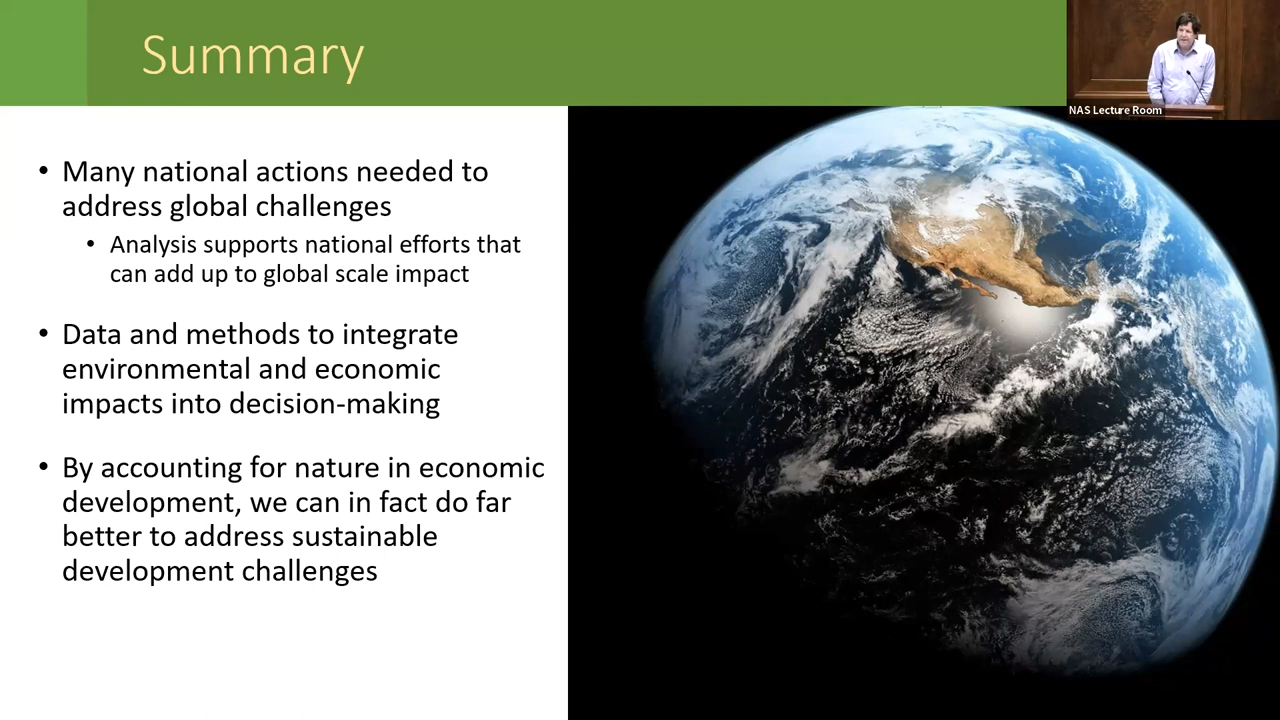 Summary
NAS Lecture Room
• Many national actions needed to
address global challenges
• Analysis supports national efforts that
can add up to global scale impact
• Data and methods to integrate
environmental and economic
impacts into decision-making
• By accounting for nature in economic
development, we can in fact do far
better to address sustainable
development challenges